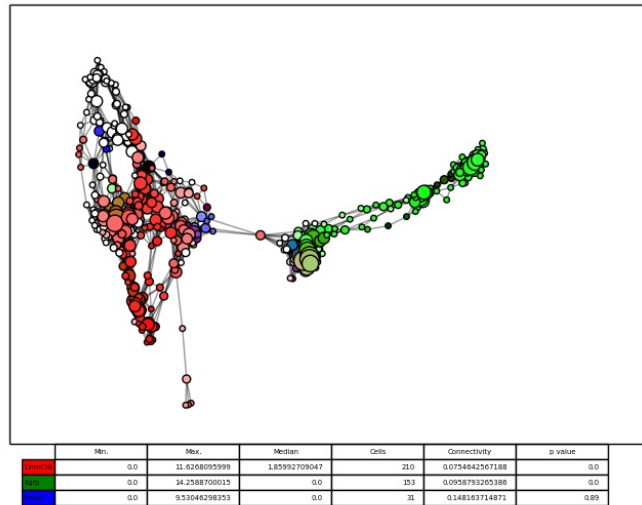 Min. Max. Median Cells Connectivity p value
Dnmt3b 0.0 11.6268095999 1.85992709047 210 0.0754642567188 0.0
Egfp 0.0 14.2588700015 0.0 153 0.0958793265386 0.0
0.0 9.53046298353 0.0 31 0.148163714871 0.89